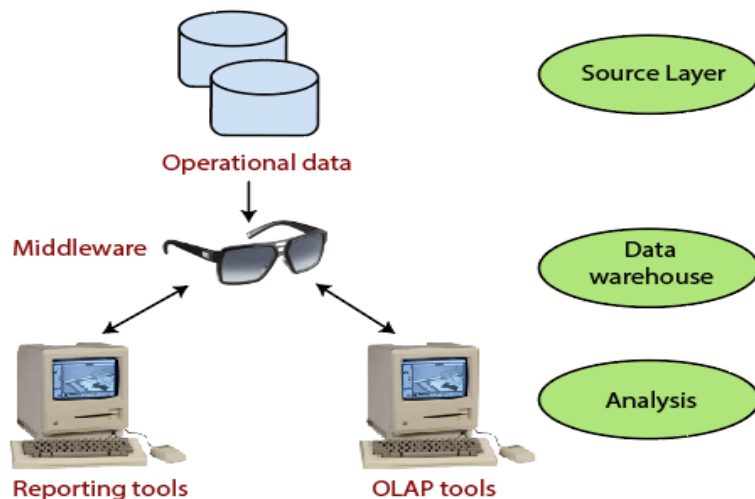 Source Layer
Operational data
Middleware
Data
warehouse
Analysis
Reporting tools
OLAP tools